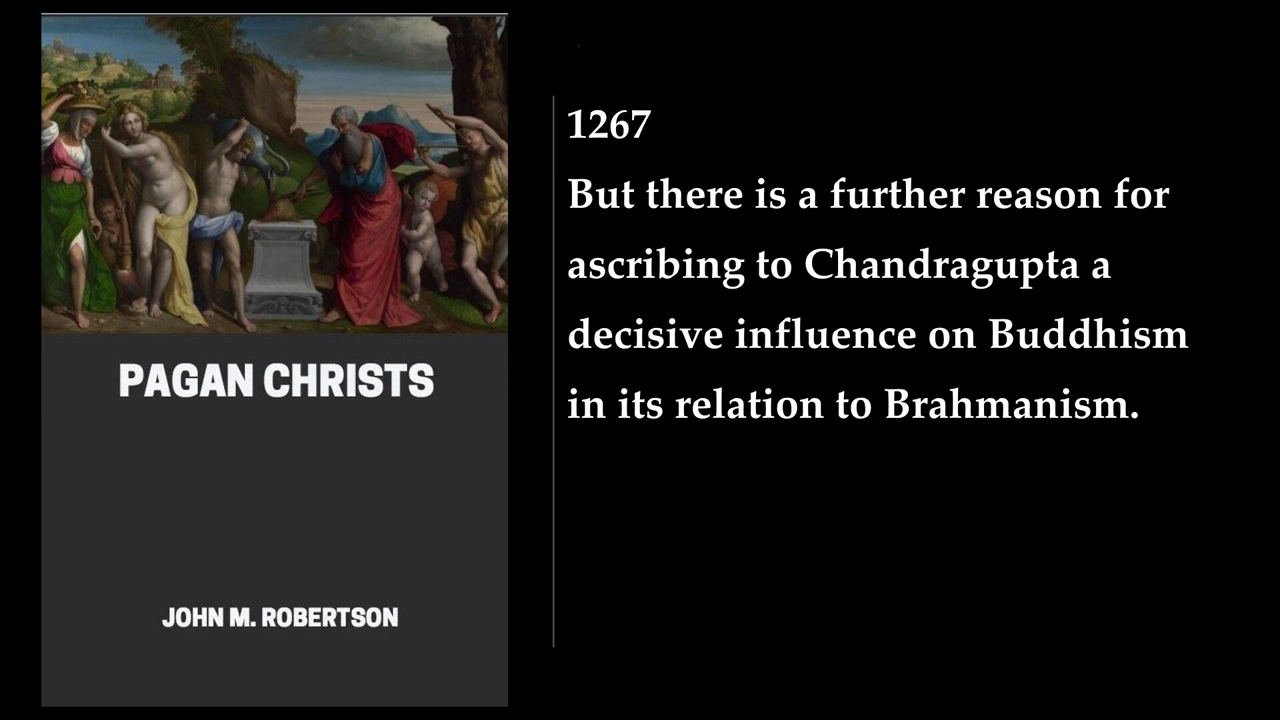 PAGAN CHRISTS
JOHN M. ROBERTSON
1267
But there is a further reason for
ascribing to Chandragupta a
decisive influence on Buddhism
in its relation to Brahmanism.